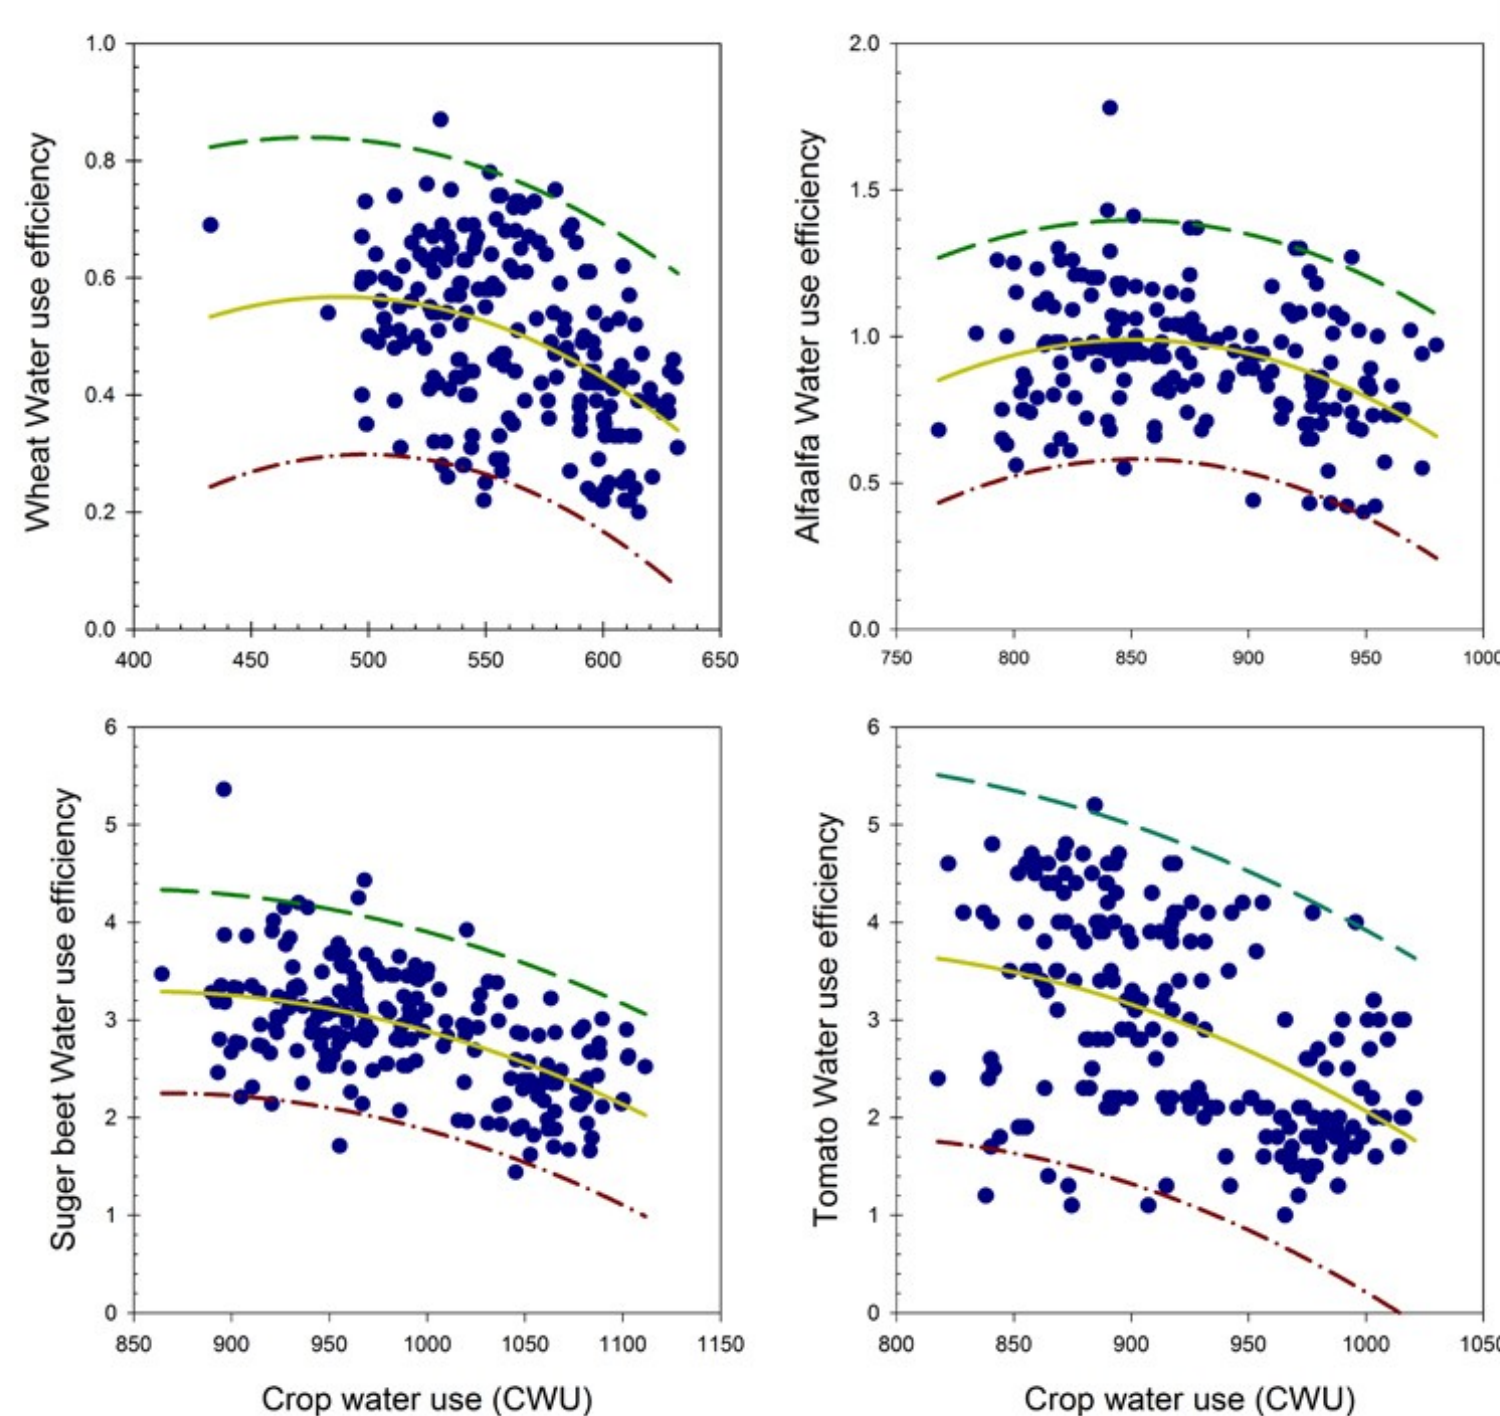 Wheat Water use efficiency
1.0
0.8
0.6
0.4
0.2
0.0
400 450 500 550 600 650
Alfaalfa Water use efficiency
2.0
1.5
1.0
0.5
0.0
750 800 850 900 950 1000
Suger beet Water use efficiency
6
5
4
3
2
1
0
850 900 950 1000 1050 1100 1150
Crop water use (CWU)
Tomato Water use efficiency
6
5
4
3
2
1
0
800 850 900 950 1000 1050
Crop water use (CWU)